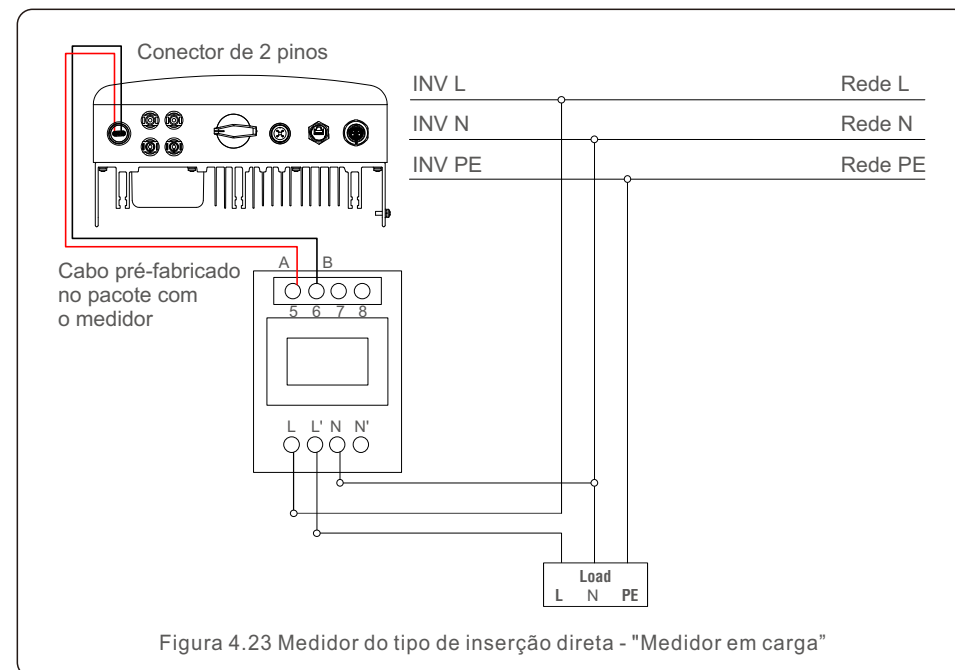 Conector de 2 pinos
INV L Rede L
INV N Rede N
INV PE Rede PE
Cabo pré-fabricado
no pacote com
o medidor
A B
5 6 7 8
L L' N N'
Load
L N PE
Figura 4.23 Medidor do tipo de inserção direta - "Medidor em carga”